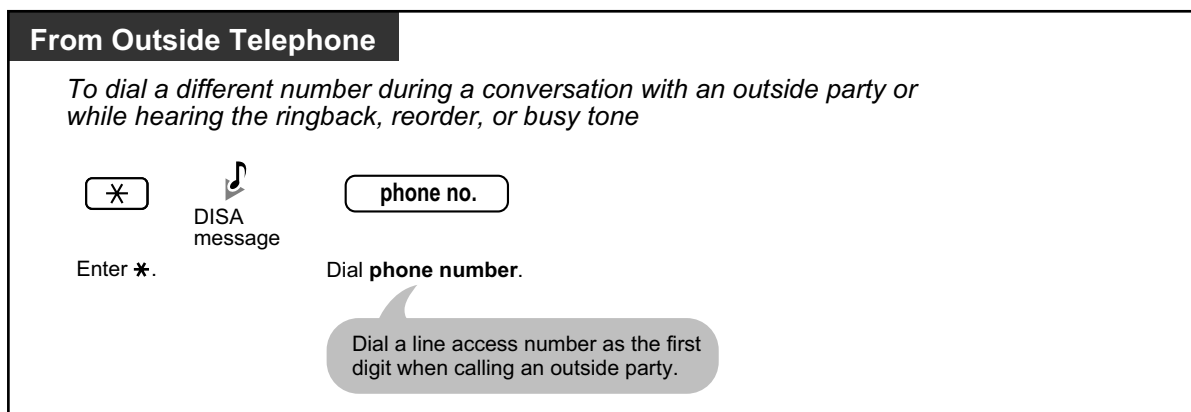 From Outside Telephone
To dial a different number during a conversation with an outside party or
while hearing the ringback, reorder, or busy tone
* phone no.
DISA
message
Enter *. Dial phone number.
Dial a line access number as the first
digit when calling an outside party.